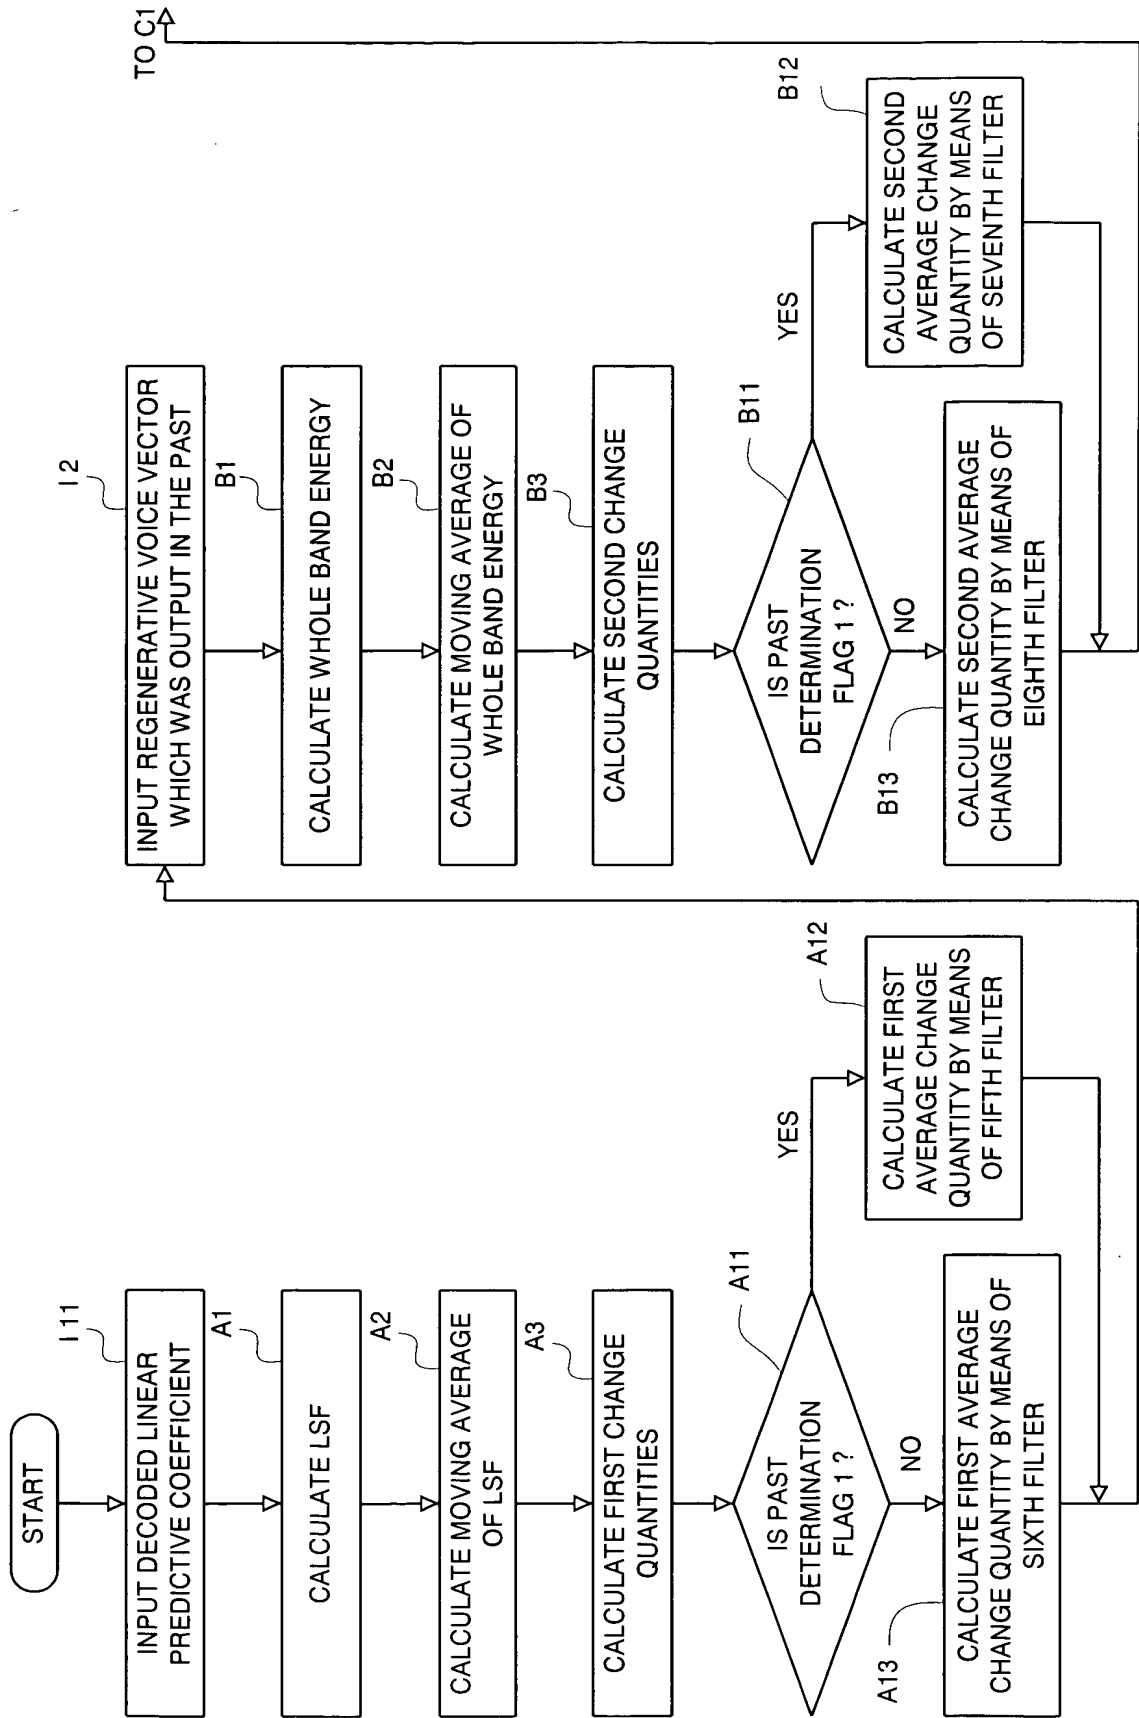 START
I11
INPUT DECODED LINEAR
PREDICTIVE COEFFICIENT
A1
CALCULATE LSF
A2
CALCULATE MOVING AVERAGE
OF LSF
A3
CALCULATE FIRST CHANGE
QUANTITIES
A11
IS PAST
DETERMINATION
FLAG 1 ?
YES
NO
A12
CALCULATE FIRST
AVERAGE CHANGE
QUANTITY BY MEANS
OF FIFTH FILTER
A13
CALCULATE FIRST AVERAGE
CHANGE QUANTITY BY MEANS OF
SIXTH FILTER
I2
INPUT REGENERATIVE VOICE VECTOR
WHICH WAS OUTPUT IN THE PAST
B1
CALCULATE WHOLE BAND ENERGY
B2
CALCULATE MOVING AVERAGE OF
WHOLE BAND ENERGY
B3
CALCULATE SECOND CHANGE
QUANTITIES
B11
IS PAST
DETERMINATION
FLAG 1 ?
YES
NO
B12
CALCULATE SECOND
AVERAGE CHANGE
QUANTITY BY MEANS
OF SEVENTH FILTER
B13
CALCULATE SECOND AVERAGE
CHANGE QUANTITY BY MEANS OF
EIGHTH FILTER
TO C1